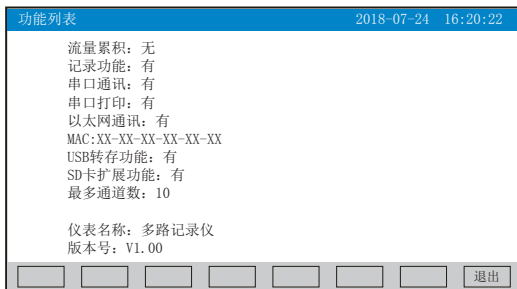 功能列表 2018-07-24 16:20:22
流量累积：无
记录功能：有
串口通讯：有
串口打印：有
以太网通讯：有
MAC:XX-XX-XX-XX-XX-XX
USB转存功能：有
SD卡扩展功能：有
最多通道数：10
仪表名称：多路记录仪
版本号：V1.00
退出